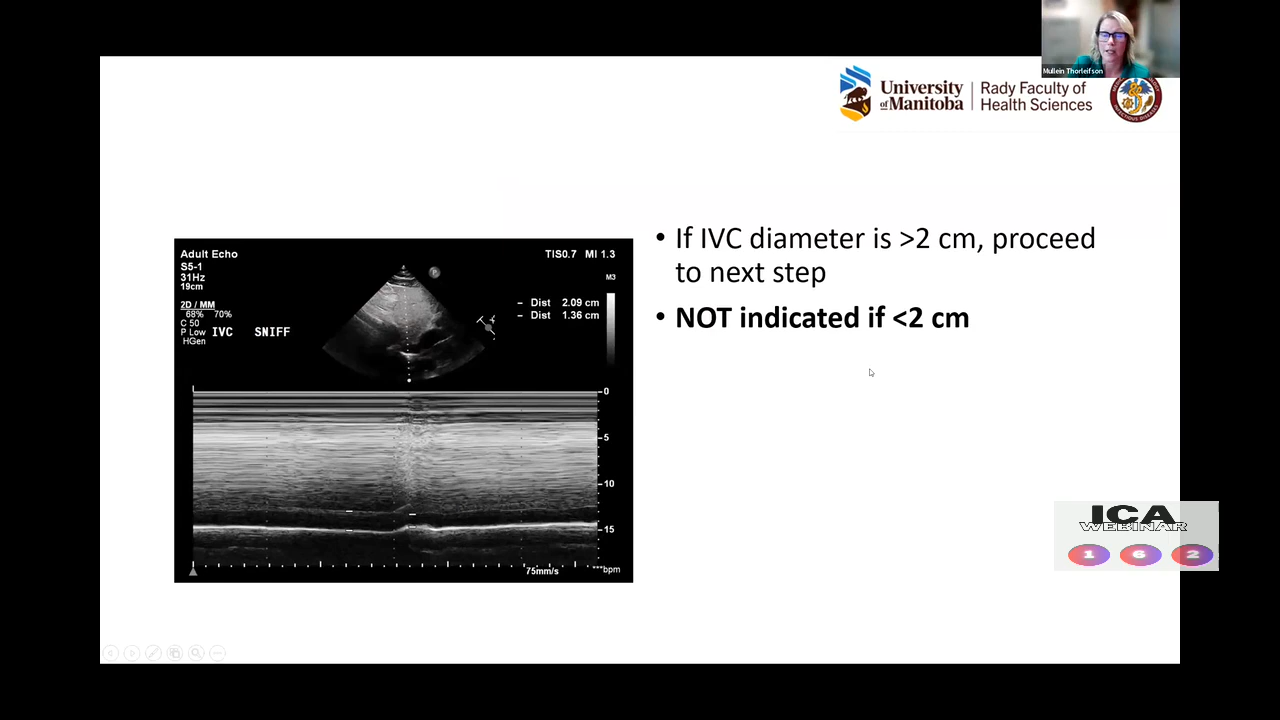 Mullein Thorleifson
University
of Manitoba
Rady Faculty of
Health Sciences
Adult Echo
S5-1
31Hz
19cm
2D / MM
68% 70%
C 50
P Low
HGen
IVC SNIFF
TIS0.7 MI 1.3
M3
P
Dist 2.09 cm
Dist 1.36 cm
0
5
10
15
75mm/s
***bpm
• If IVC diameter is >2 cm, proceed
to next step
• NOT indicated if <2 cm
ICA
WEBINAR
1 6 2